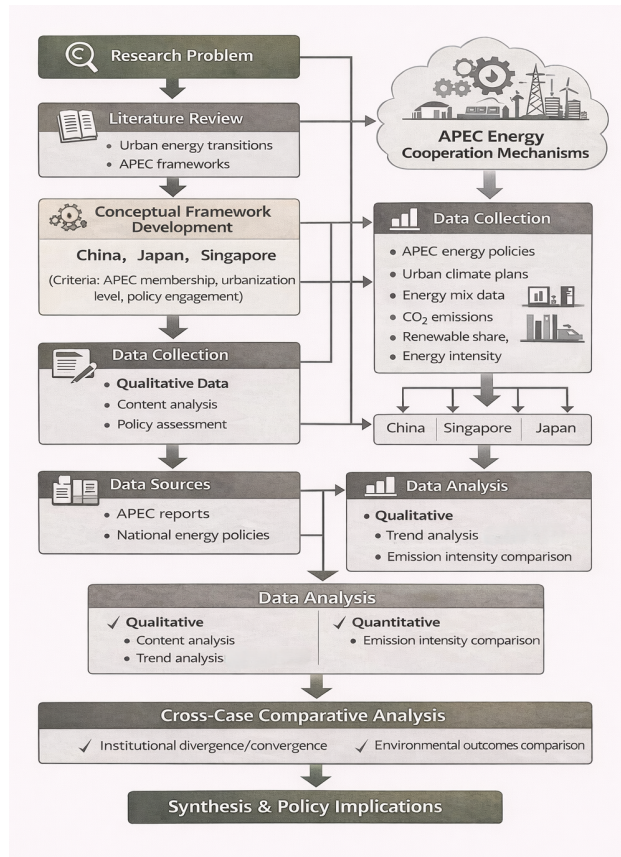 Research Problem
Literature Review
• Urban energy transitions
• APEC frameworks
Conceptual Framework
Development
China, Japan, Singapore
(Criteria: APEC membership, urbanization
level, policy engagement)
Data Collection
• Qualitative Data
• Content analysis
• Policy assessment
Data Sources
• APEC reports
• National energy policies
APEC Energy
Cooperation Mechanisms
Data Collection
• APEC energy policies
• Urban climate plans
• Energy mix data
• CO₂ emissions
• Renewable share,
• Energy intensity
China
Singapore
Japan
Data Analysis
• Qualitative
• Trend analysis
• Emission intensity comparison
Data Analysis
✓ Qualitative
• Content analysis
• Trend analysis
✓ Quantitative
• Emission intensity comparison
Cross-Case Comparative Analysis
✓ Institutional divergence/convergence
✓ Environmental outcomes comparison
Synthesis & Policy Implications